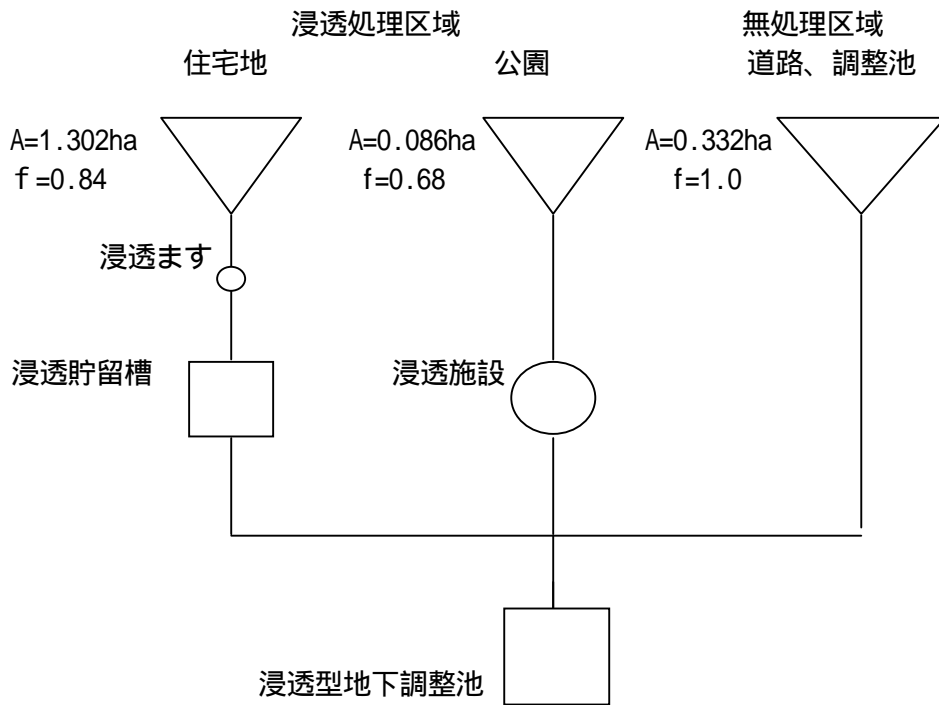 浸透処理区域
無処理区域
住宅地
公園
道路、調整池
A=1.302ha
f=0.84
A=0.086ha
f=0.68
A=0.332ha
f=1.0
浸透ます
浸透貯留槽
浸透施設
浸透型地下調整池